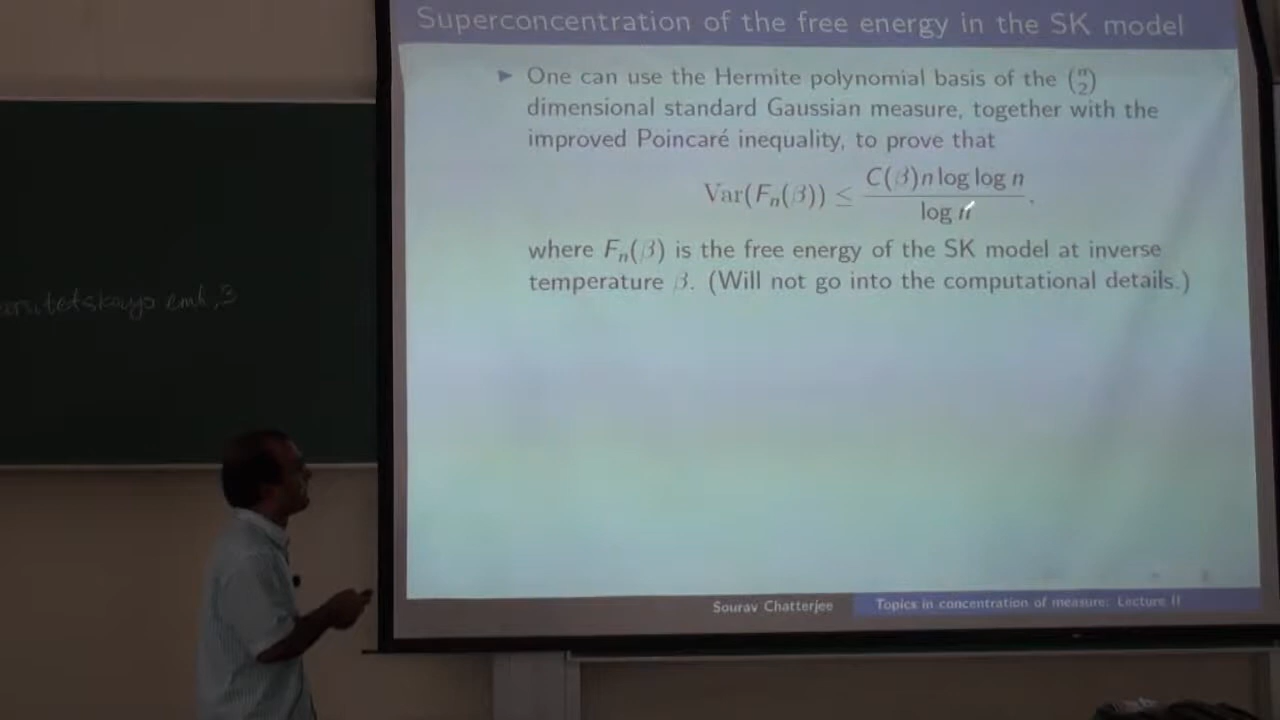 Superconcentration of the free energy in the SK model
► One can use the Hermite polynomial basis of the (n 2)
dimensional standard Gaussian measure, together with the
improved Poincaré inequality, to prove that
Var(Fₙ(β)) ≤ C(β)n log log n / log n.
where Fₙ(β) is the free energy of the SK model at inverse
temperature β. (Will not go into the computational details.)
Sourav Chatterjee Topics in concentration of measure: Lecture II
emb, 3